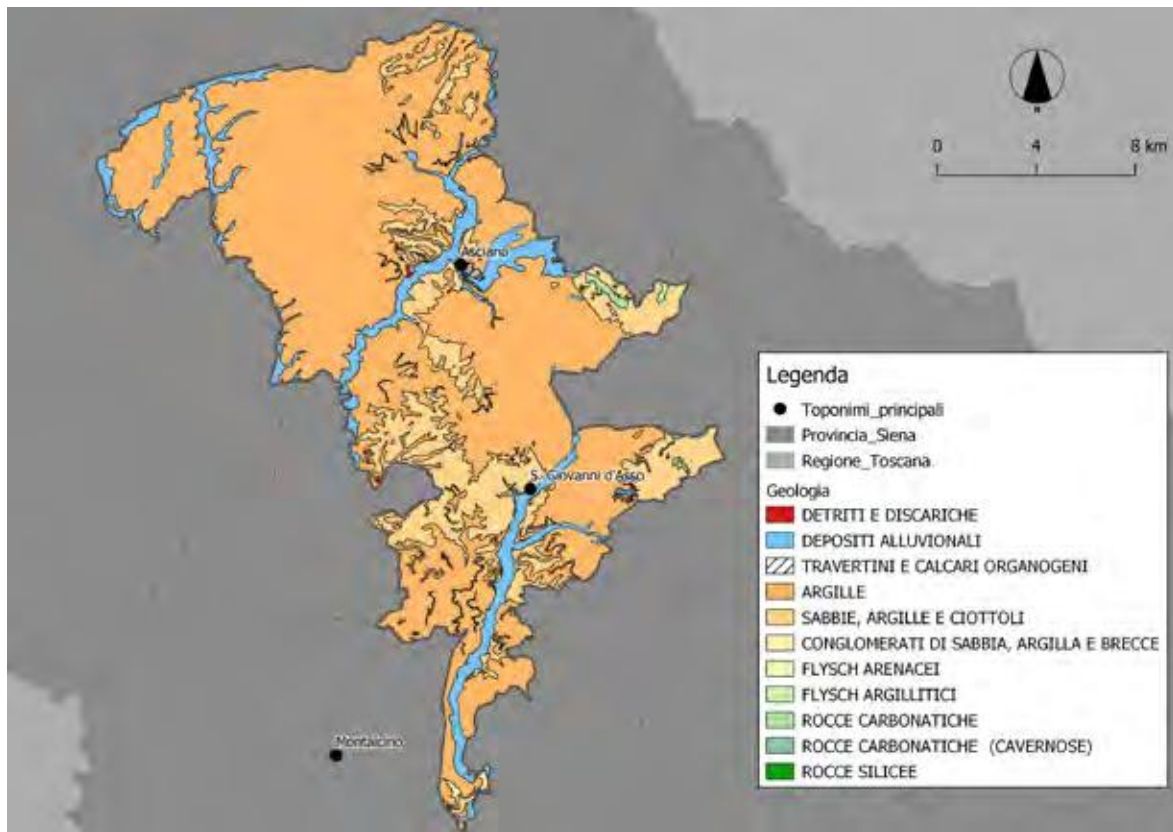 N
0 4 8 km
Asciano
S. Giovanni d'Asso
Montalcino
Legenda
Toponimi_principali
Provincia_Siena
Regione_Toscana
Geologia
DETRITI E DISCARICHE
DEPOSITI ALLUVIONALI
TRAVERTINI E CALCARI ORGANOGENI
ARGILLE
SABBIE, ARGILLE E CIOTTOLI
CONGLOMERATI DI SABBIA, ARGILLA E BRECCE
FLYSCH ARENACEI
FLYSCH ARGILLITICI
ROCCE CARBONATICHE
ROCCE CARBONATICHE (CAVERNOSE)
ROCCE SILICEE